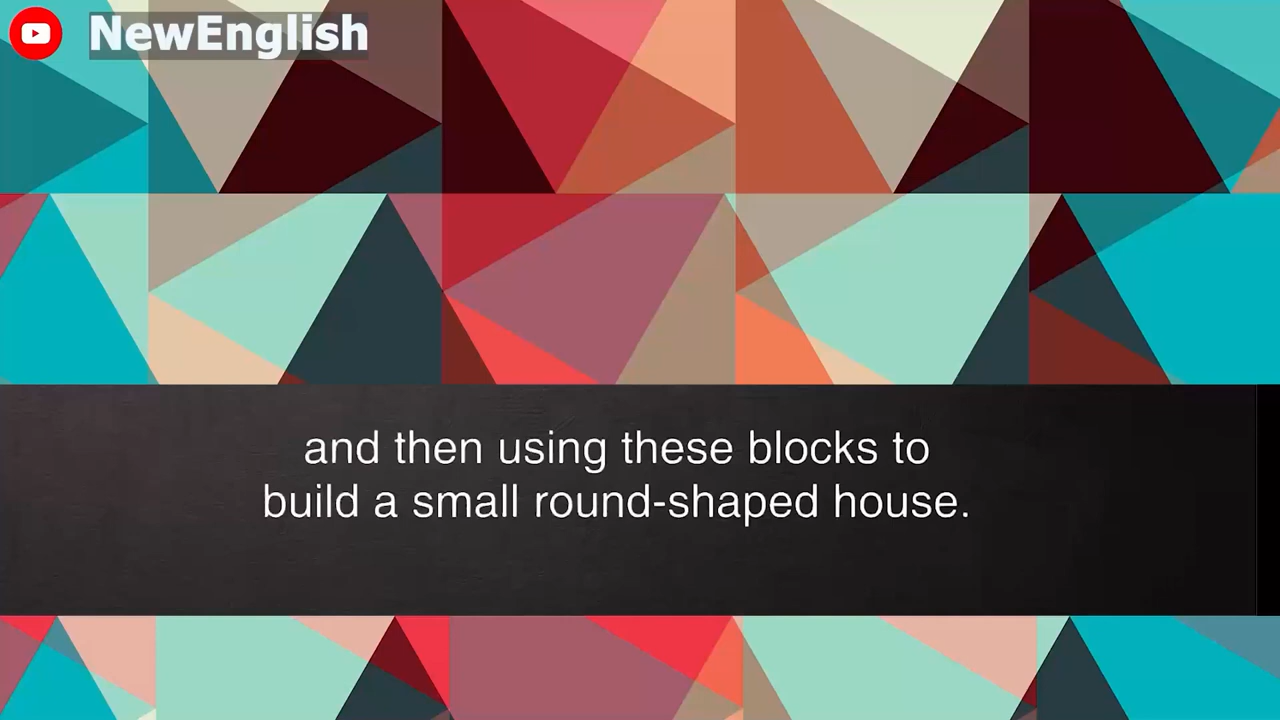 NewEnglish
and then using these blocks to
build a small round-shaped house.